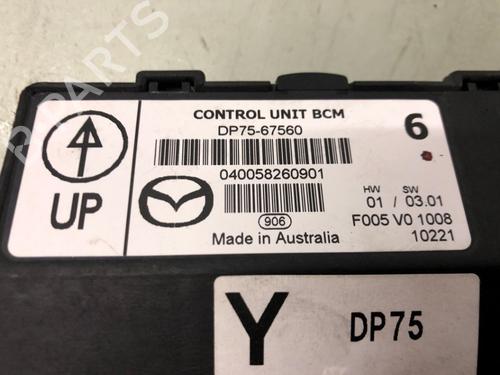 CONTROL UNIT BCM
DP75-67560
6
040058260901
UP
HW SW
01 / 03.01
906
F005 V0 1008
Made in Australia
10221
Y
DP75
PARTS